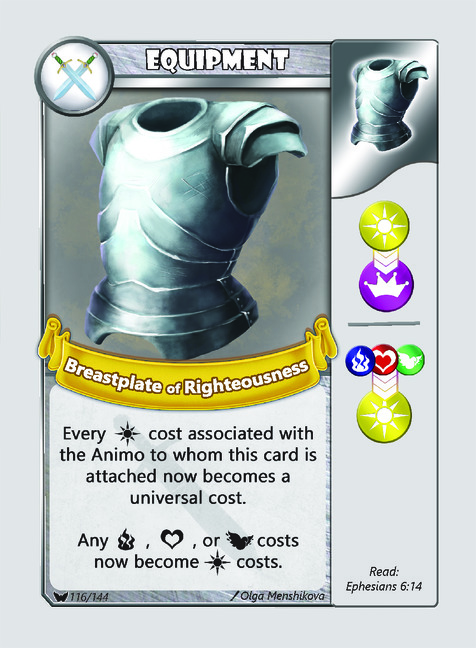 EQUIPMENT
Breastplate of Righteousness
Every cost associated with
the Animo to whom this card is
attached now becomes a
universal cost.
Any , , or costs
now become costs.
116/144
Olga Menshikova
Read:
Ephesians 6:14